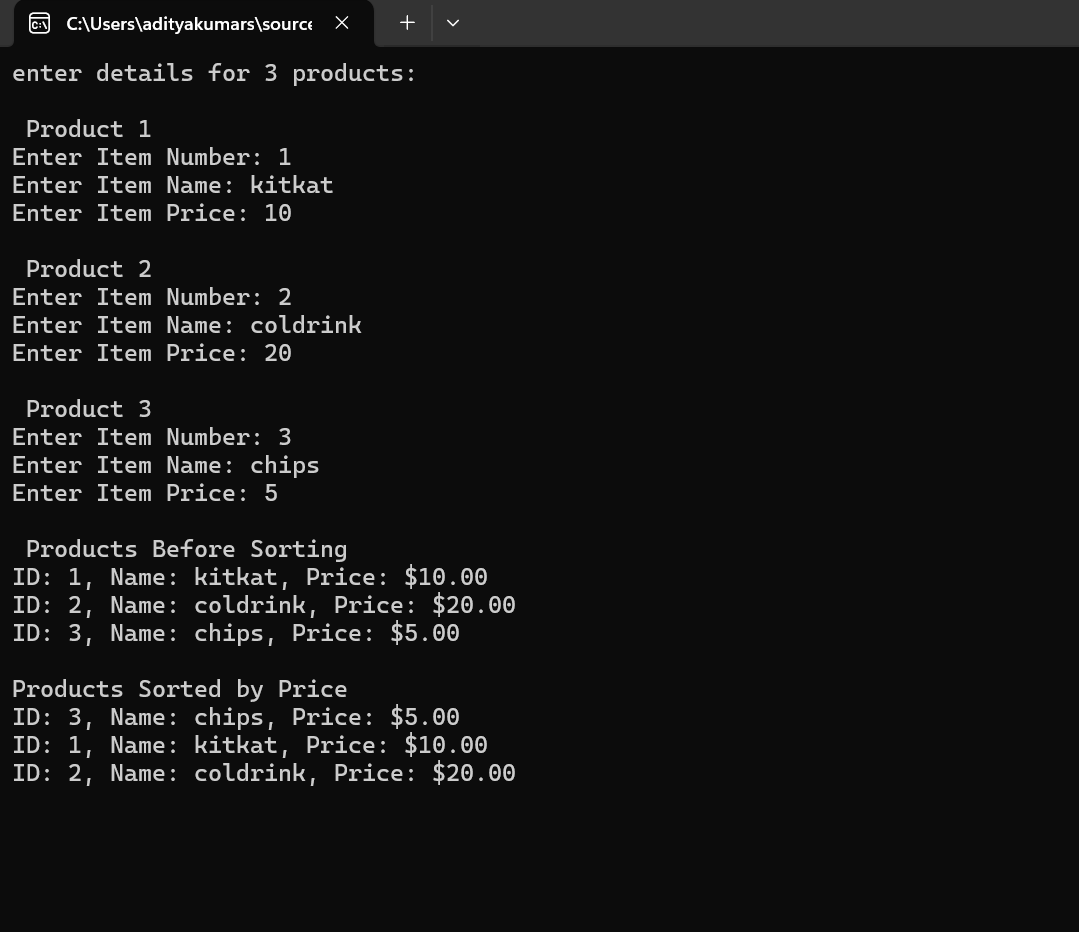 C:\Users\adityakumars\source
enter details for 3 products:
Product 1
Enter Item Number: 1
Enter Item Name: kitkat
Enter Item Price: 10
Product 2
Enter Item Number: 2
Enter Item Name: coldrink
Enter Item Price: 20
Product 3
Enter Item Number: 3
Enter Item Name: chips
Enter Item Price: 5
Products Before Sorting
ID: 1, Name: kitkat, Price: $10.00
ID: 2, Name: coldrink, Price: $20.00
ID: 3, Name: chips, Price: $5.00
Products Sorted by Price
ID: 3, Name: chips, Price: $5.00
ID: 1, Name: kitkat, Price: $10.00
ID: 2, Name: coldrink, Price: $20.00